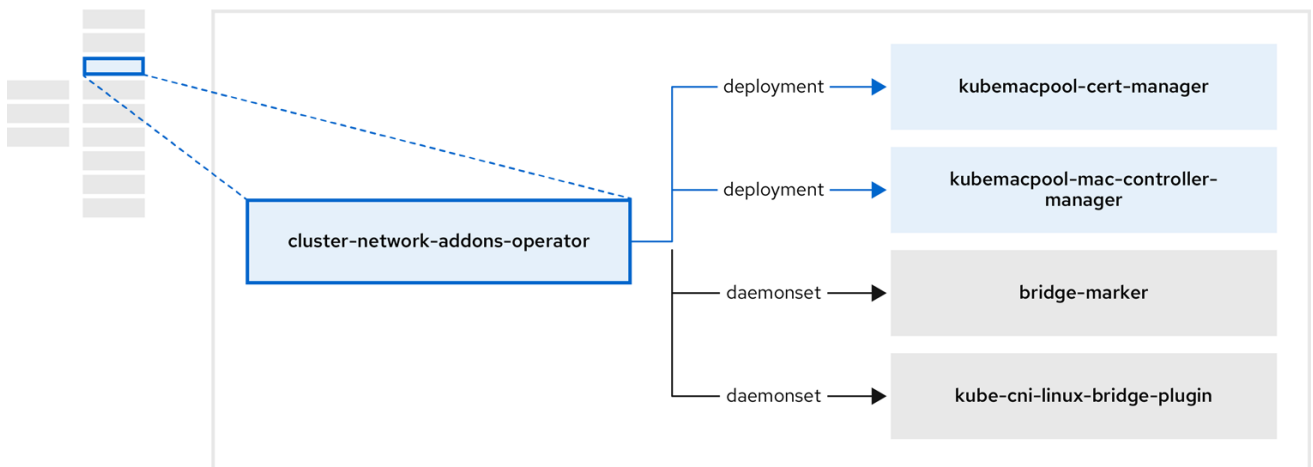 deployment
kubemacpool-cert-manager
deployment
kubemacpool-mac-controller-
manager
cluster-network-addons-operator
daemonset
bridge-marker
daemonset
kube-cni-linux-bridge-plugin